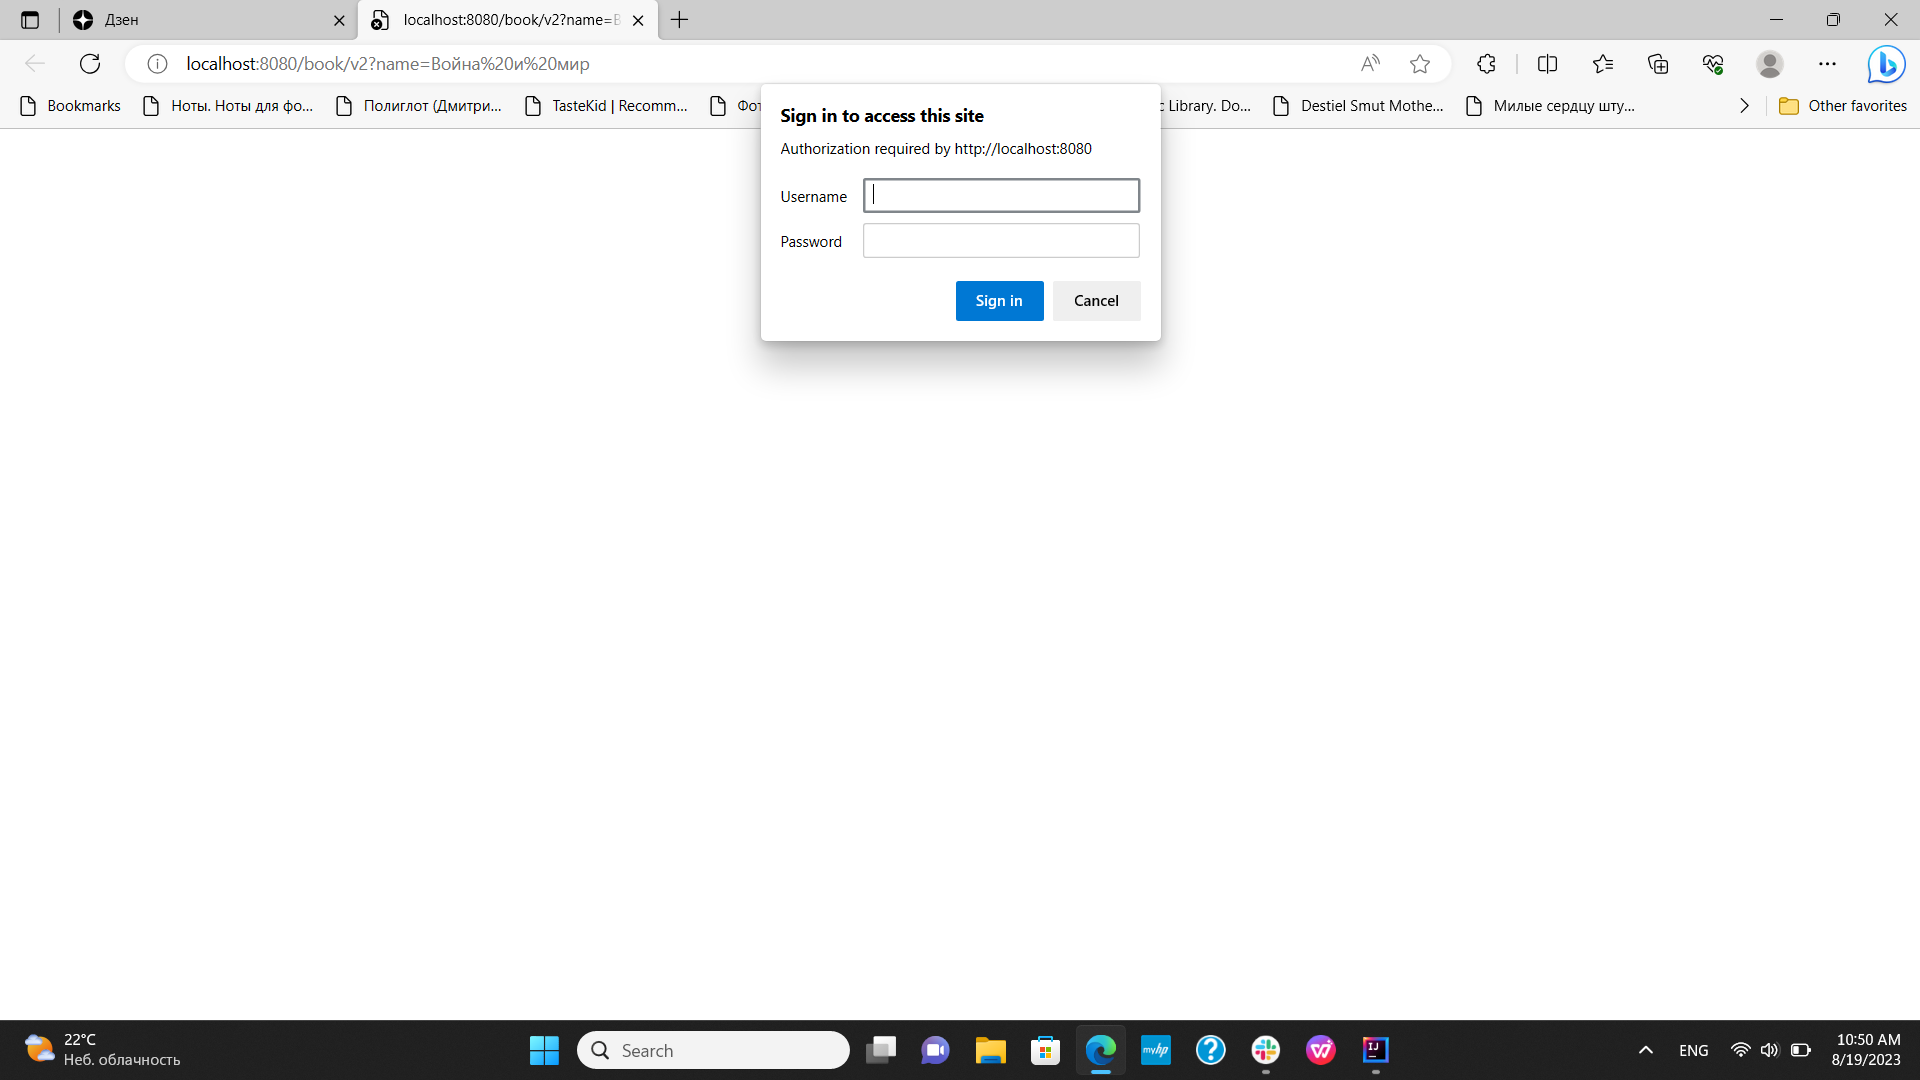 Дзен
localhost:8080/book/v2?name=В
localhost:8080/book/v2?name=Война%20и%20мир
Bookmarks
Ноты. Ноты для фо...
Полиглот (Дмитри...
TasteKid | Recomm...
Фот
c Library. Do...
Destiel Smut Mothe...
Милые сердцу шту...
Other favorites
Sign in to access this site
Authorization required by http://localhost:8080
Username
Password
Sign in
Cancel
22°C
Неб. облачность
Search
myhp
IJ
ENG
10:50 AM
8/19/2023